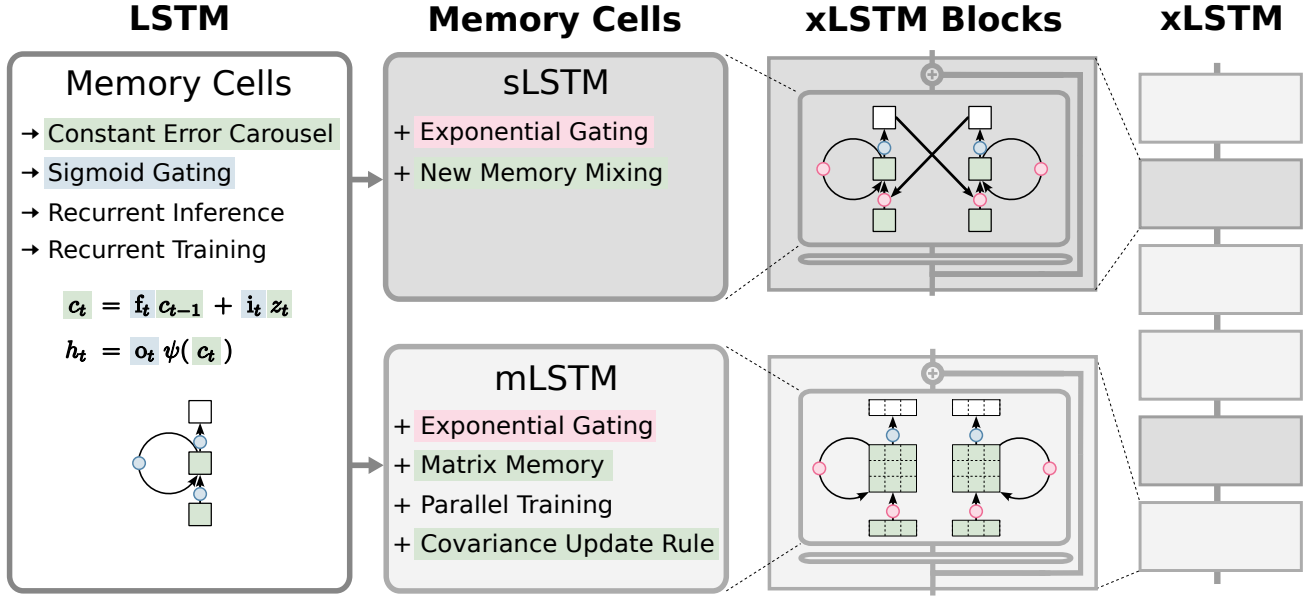 LSTM
Memory Cells
xLSTM Blocks
xLSTM
Memory Cells
→ Constant Error Carousel
→ Sigmoid Gating
→ Recurrent Inference
→ Recurrent Training
c_t = f_t c_{t−1} + i_t z_t
h_t = o_t ψ( c_t )
sLSTM
+ Exponential Gating
+ New Memory Mixing
mLSTM
+ Exponential Gating
+ Matrix Memory
+ Parallel Training
+ Covariance Update Rule